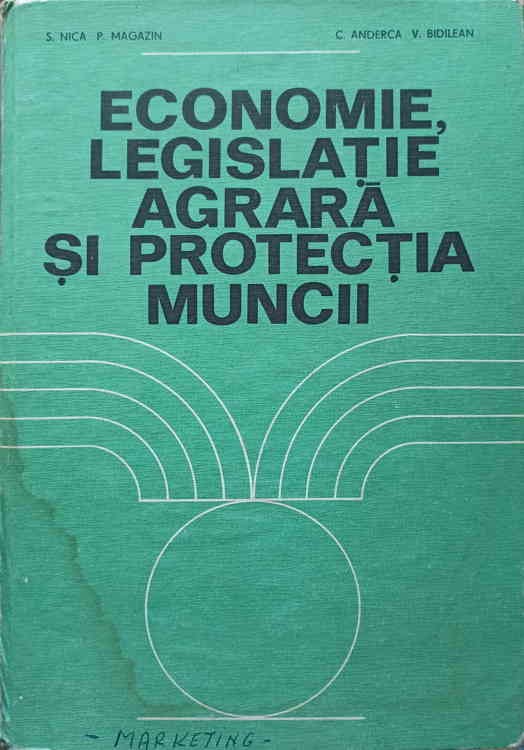 S. NICA P. MAGAZIN C. ANDERCA V. BIDILEAN
ECONOMIE,
LEGISLAȚIE
AGRARĂ
ȘI PROTECȚIA
MUNCII
- MARKETING -